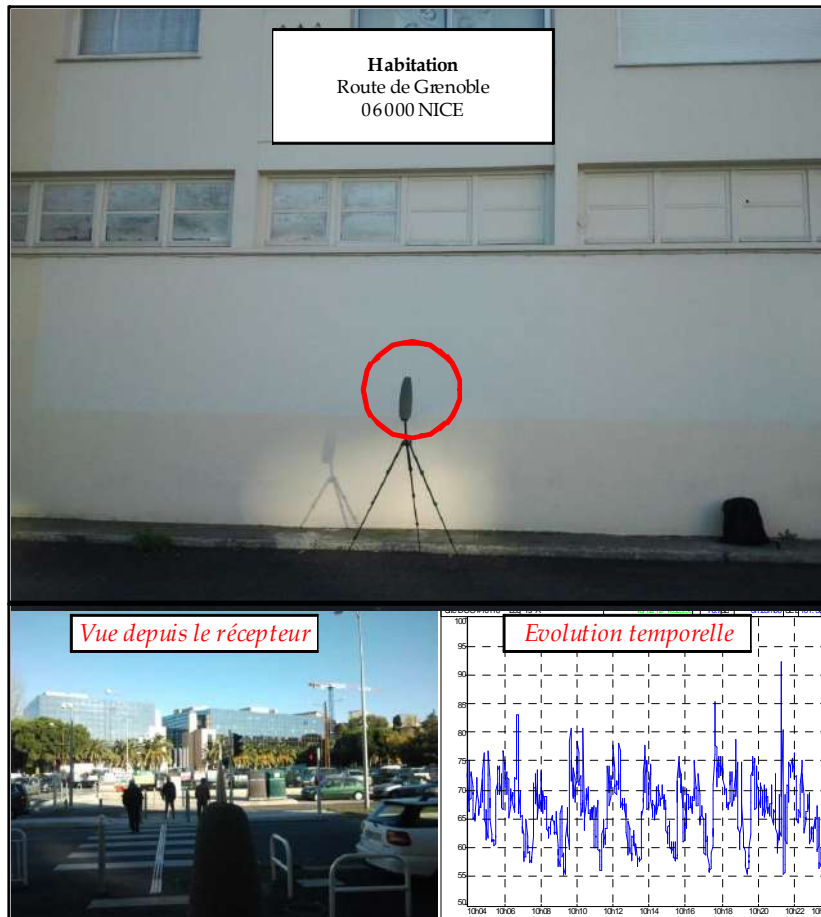 Habitation
Route de Grenoble
06000 NICE
Vue depuis le récepteur
Evolution temporelle
100
95
90
85
80
75
70
65
60
55
50
10h04 10h06 10h08 10h10 10h12 10h14 10h16 10h18 10h20 10h22